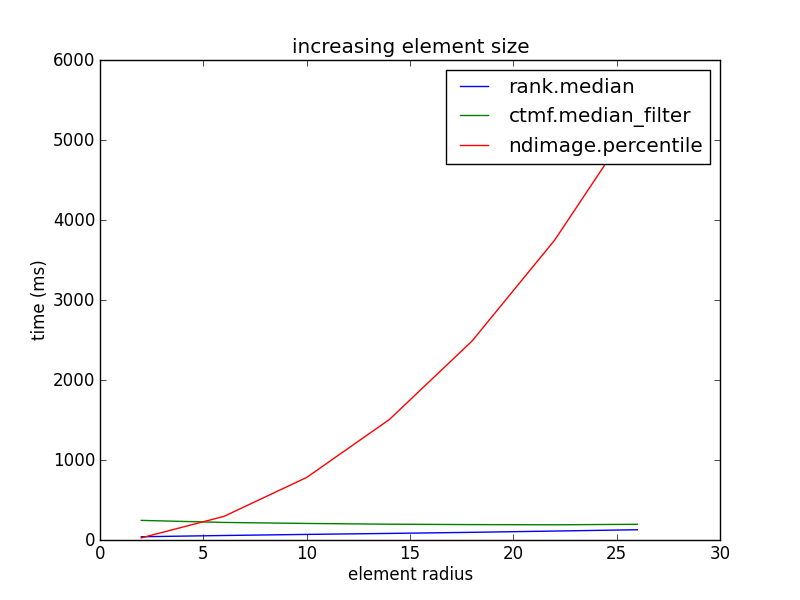 increasing element size
6000
5000
4000
3000
2000
1000
0
time (ms)
rank.median
ctmf.median_filter
ndimage.percentile
0 5 10 15 20 25 30
element radius